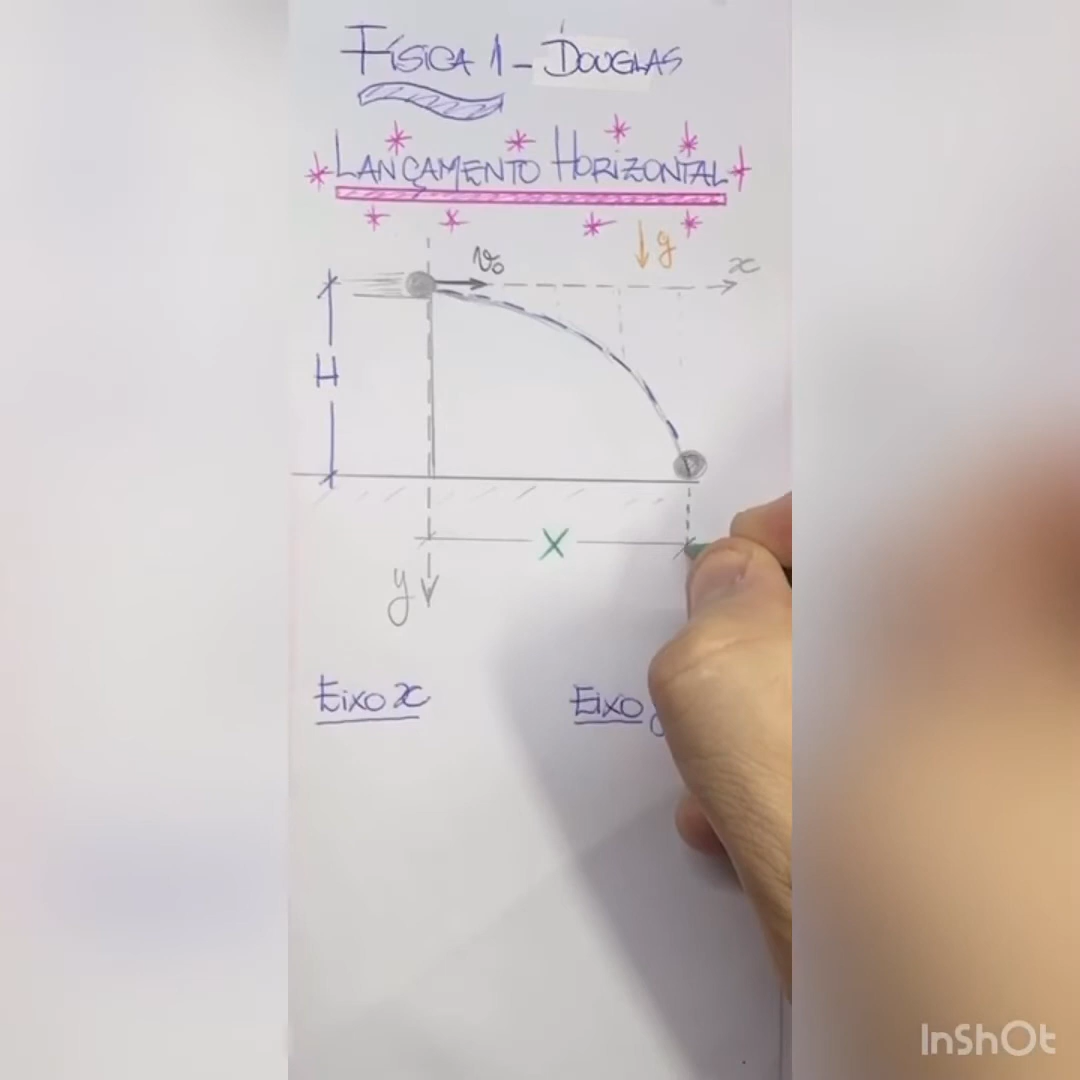 Física 1 - Douglas
Lançamento Horizontal
g
v₀
x
H
X
y
Eixo x
Eixo
InShOt